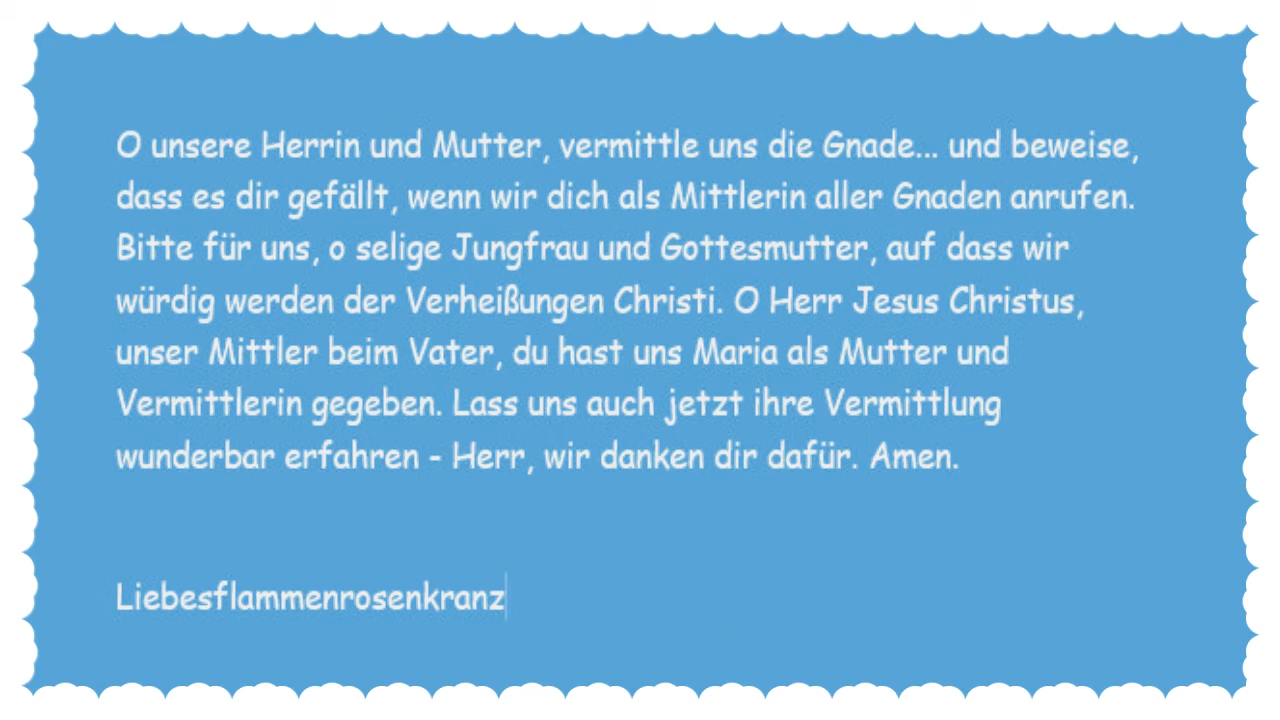 O unsere Herrin und Mutter, vermittle uns die Gnade... und beweise,
dass es dir gefällt, wenn wir dich als Mittlerin aller Gnaden anrufen.
Bitte für uns, o selige Jungfrau und Gottesmutter, auf dass wir
würdig werden der Verheißungen Christi. O Herr Jesus Christus,
unser Mittler beim Vater, du hast uns Maria als Mutter und
Vermittlerin gegeben. Lass uns auch jetzt ihre Vermittlung
wunderbar erfahren - Herr, wir danken dir dafür. Amen.
Liebesflammenrosenkranz